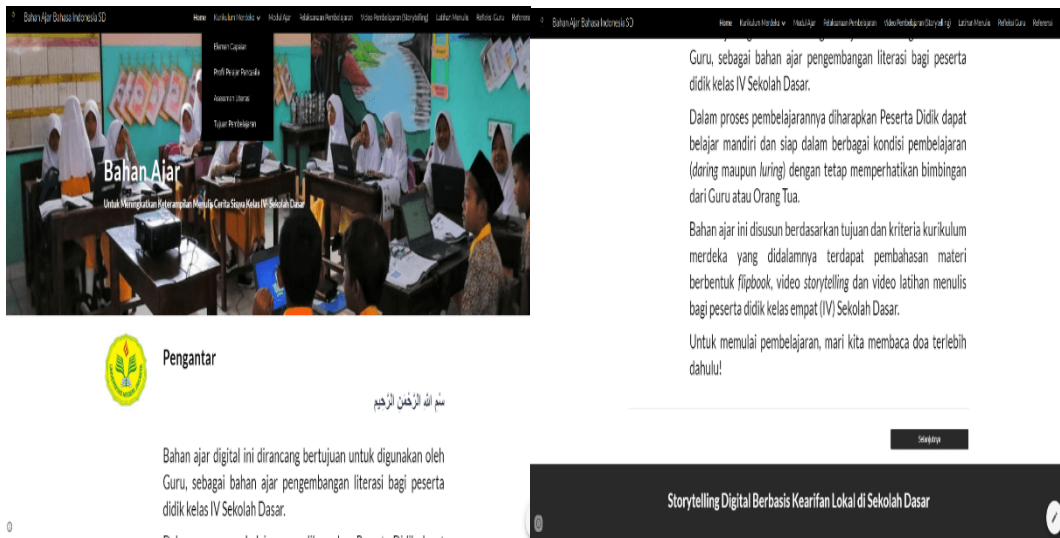 Bahan Ajar Bahasa Indonesia SD
Home Kurikulum Merdeka Modul Ajar Pelaksanaan Pembelajaran Video Pembelajaran (Storytelling) Latihan Menulis Refleksi Guru Referensi
Elemen Capaian
Profil Pelajar Pancasila
Asesmen Literasi
Tujuan Pembelajaran
Bahan Ajar
Untuk Meningkatkan Keterampilan Menulis Cerita Siswa Kelas IV- Sekolah Dasar
Pengantar
بِسْمِ اللهِ الرَّحْمَنِ الرَّحِيم
Bahan ajar digital ini dirancang bertujuan untuk digunakan oleh
Guru, sebagai bahan ajar pengembangan literasi bagi peserta
didik kelas IV Sekolah Dasar.
Bahan Ajar Bahasa Indonesia SD
Home Kurikulum Merdeka Modul Ajar Pelaksanaan Pembelajaran Video Pembelajaran (Storytelling) Latihan Menulis Refleksi Guru Referensi
Guru, sebagai bahan ajar pengembangan literasi bagi peserta
didik kelas IV Sekolah Dasar.
Dalam proses pembelajarannya diharapkan Peserta Didik dapat
belajar mandiri dan siap dalam berbagai kondisi pembelajaran
(daring maupun luring) dengan tetap memperhatikan bimbingan
dari Guru atau Orang Tua.
Bahan ajar ini disusun berdasarkan tujuan dan kriteria kurikulum
merdeka yang didalamnya terdapat pembahasan materi
berbentuk flipbook, video storytelling dan video latihan menulis
bagi peserta didik kelas empat (IV) Sekolah Dasar.
Untuk memulai pembelajaran, mari kita membaca doa terlebih
dahulu!
Selanjutnya
Storytelling Digital Berbasis Kearifan Lokal di Sekolah Dasar